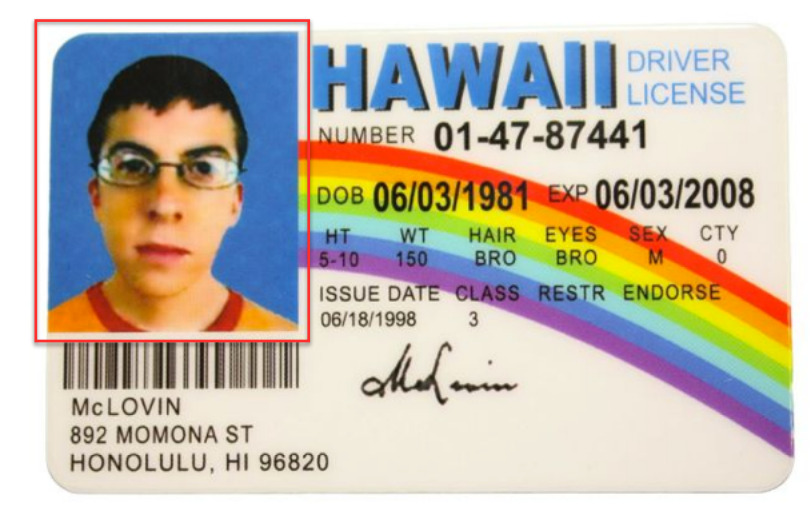 HAWAII DRIVER LICENSE
NUMBER 01-47-87441
DOB 06/03/1981 EXP 06/03/2008
HT WT HAIR EYES SEX CTY
5-10 150 BRO BRO M 0
ISSUE DATE CLASS RESTR ENDORSE
06/18/1998 3
McLovin
McLOVIN
892 MOMONA ST
HONOLULU, HI 96820